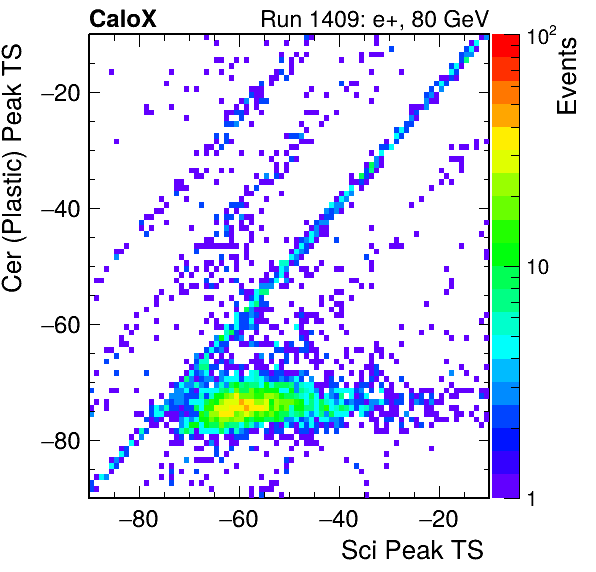 CaloX Run 1409: e+, 80 GeV
Cer (Plastic) Peak TS
−20
−40
−60
−80
−80 −60 −40 −20
Sci Peak TS
10²
10
1
Events